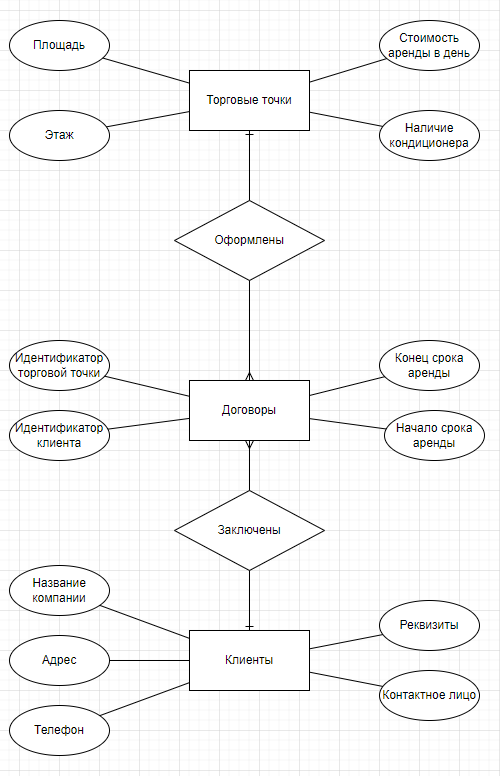 Площадь
Стоимость
аренды в день
Торговые точки
Этаж
Наличие
кондиционера
Оформлены
Идентификатор
торговой точки
Конец срока
аренды
Договоры
Идентификатор
клиента
Начало срока
аренды
Заключены
Название
компании
Реквизиты
Адрес
Клиенты
Контактное лицо
Телефон